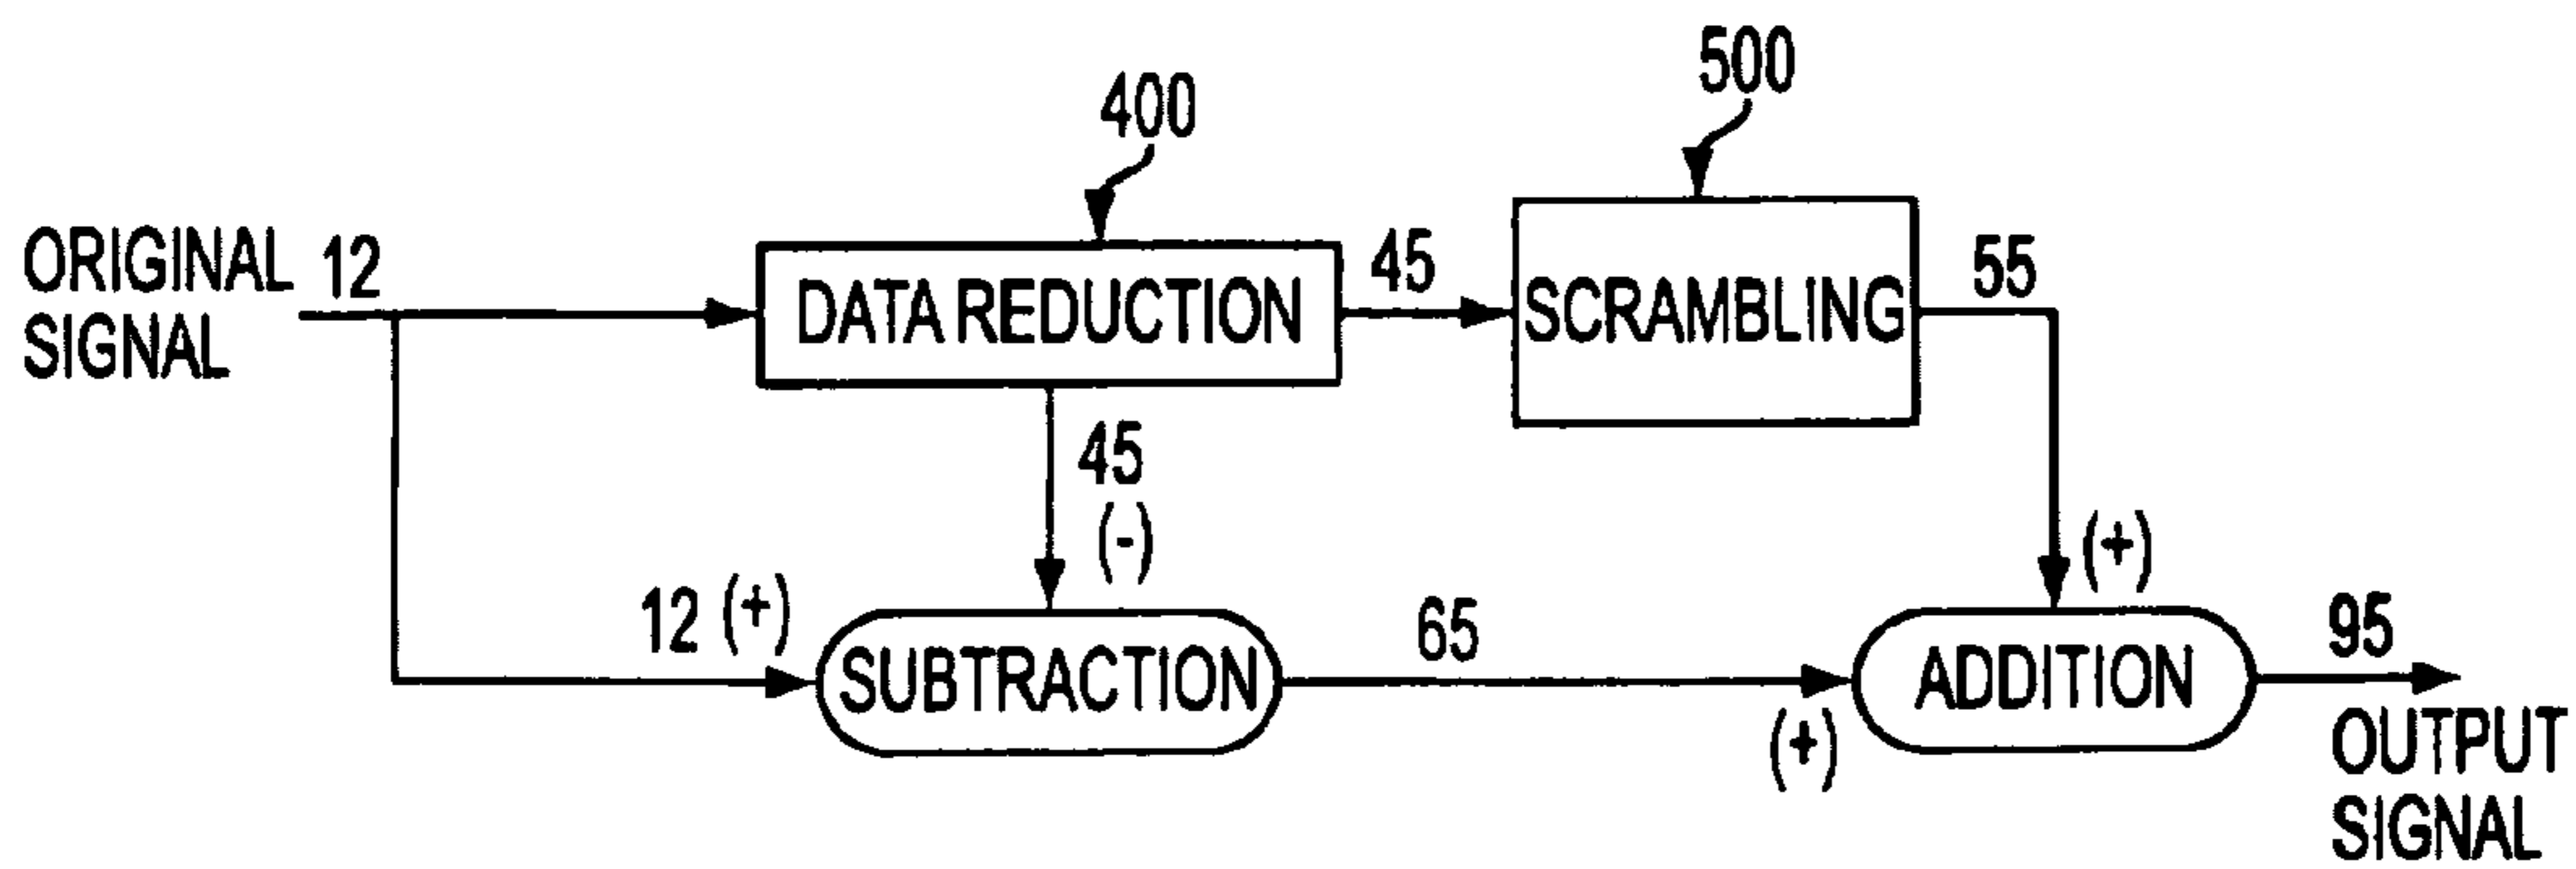 500
400
ORIGINAL
SIGNAL
12
DATA REDUCTION
45
SCRAMBLING
55
45
(-)
(+)
12 (+)
SUBTRACTION
65
(+)
ADDITION
95
OUTPUT
SIGNAL